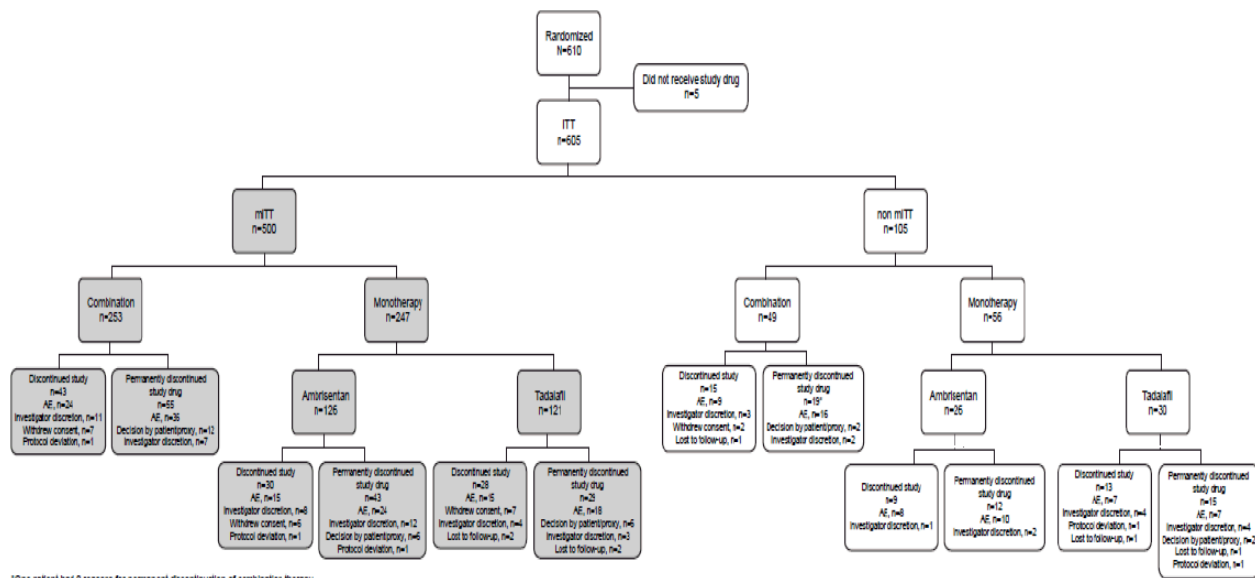 Randomized
N=610
Did not receive study drug
n=5
ITT
n=605
mITT
n=500
non mITT
n=105
Combination
n=253
Monotherapy
n=247
Combination
n=49
Monotherapy
n=56
Discontinued study
n=43
AE, n=24
Investigator discretion, n=11
Withdrew consent, n=7
Protocol deviation, n=1
Permanently discontinued
study drug
n=55
AE, n=36
Decision by patient/proxy, n=12
Investigator discretion, n=7
Ambrisentan
n=126
Tadalafil
n=121
Discontinued study
n=15
AE, n=9
Investigator discretion, n=3
Withdrew consent, n=2
Lost to follow-up, n=1
Permanently discontinued
study drug
n=19*
AE, n=16
Decision by patient/proxy, n=2
Investigator discretion, n=2
Ambrisentan
n=26
Tadalafil
n=30
Discontinued study
n=30
AE, n=15
Investigator discretion, n=8
Withdrew consent, n=6
Protocol deviation, n=1
Permanently discontinued
study drug
n=43
AE, n=24
Investigator discretion, n=12
Decision by patient/proxy, n=6
Protocol deviation, n=1
Discontinued study
n=28
AE, n=15
Withdrew consent, n=7
Investigator discretion, n=4
Lost to follow-up, n=2
Permanently discontinued
study drug
n=29
AE, n=18
Decision by patient/proxy, n=6
Investigator discretion, n=3
Lost to follow-up, n=2
Discontinued study
n=9
AE, n=8
Investigator discretion, n=1
Permanently discontinued
study drug
n=12
AE, n=10
Investigator discretion, n=2
Discontinued study
n=13
AE, n=7
Investigator discretion, n=4
Protocol deviation, n=1
Lost to follow-up, n=1
Permanently discontinued
study drug
n=15
AE, n=7
Investigator discretion, n=4
Decision by patient/proxy, n=2
Lost to follow-up, n=1
Protocol deviation, n=1